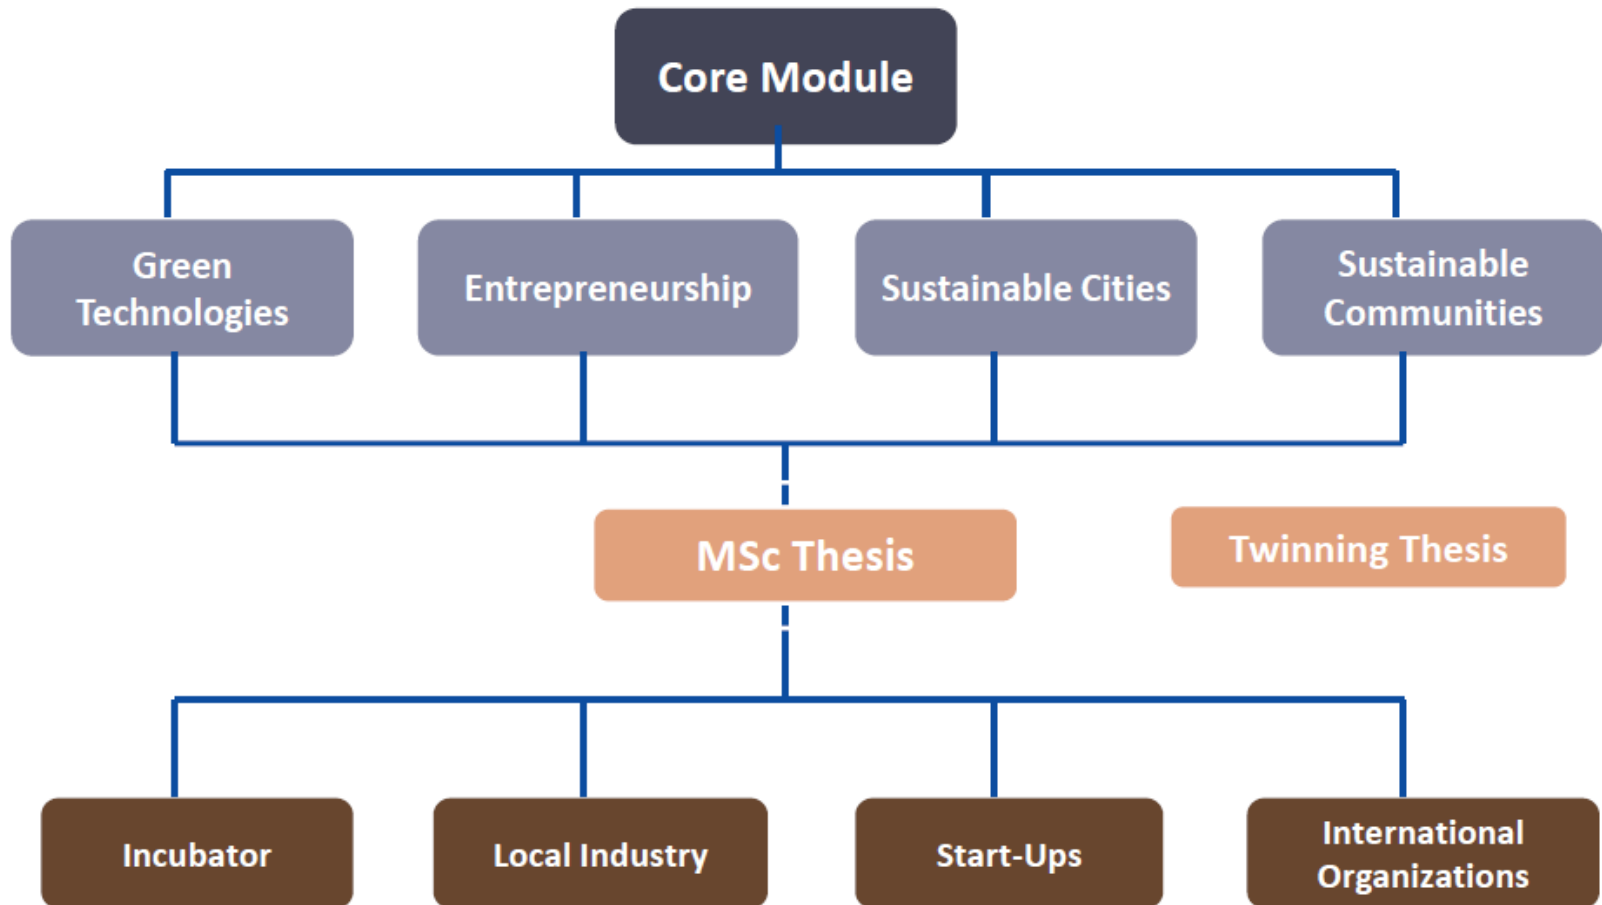 Core Module
Green
Technologies
Entrepreneurship
Sustainable Cities
Sustainable
Communities
MSc Thesis
Twinning Thesis
Incubator
Local Industry
Start-Ups
International
Organizations